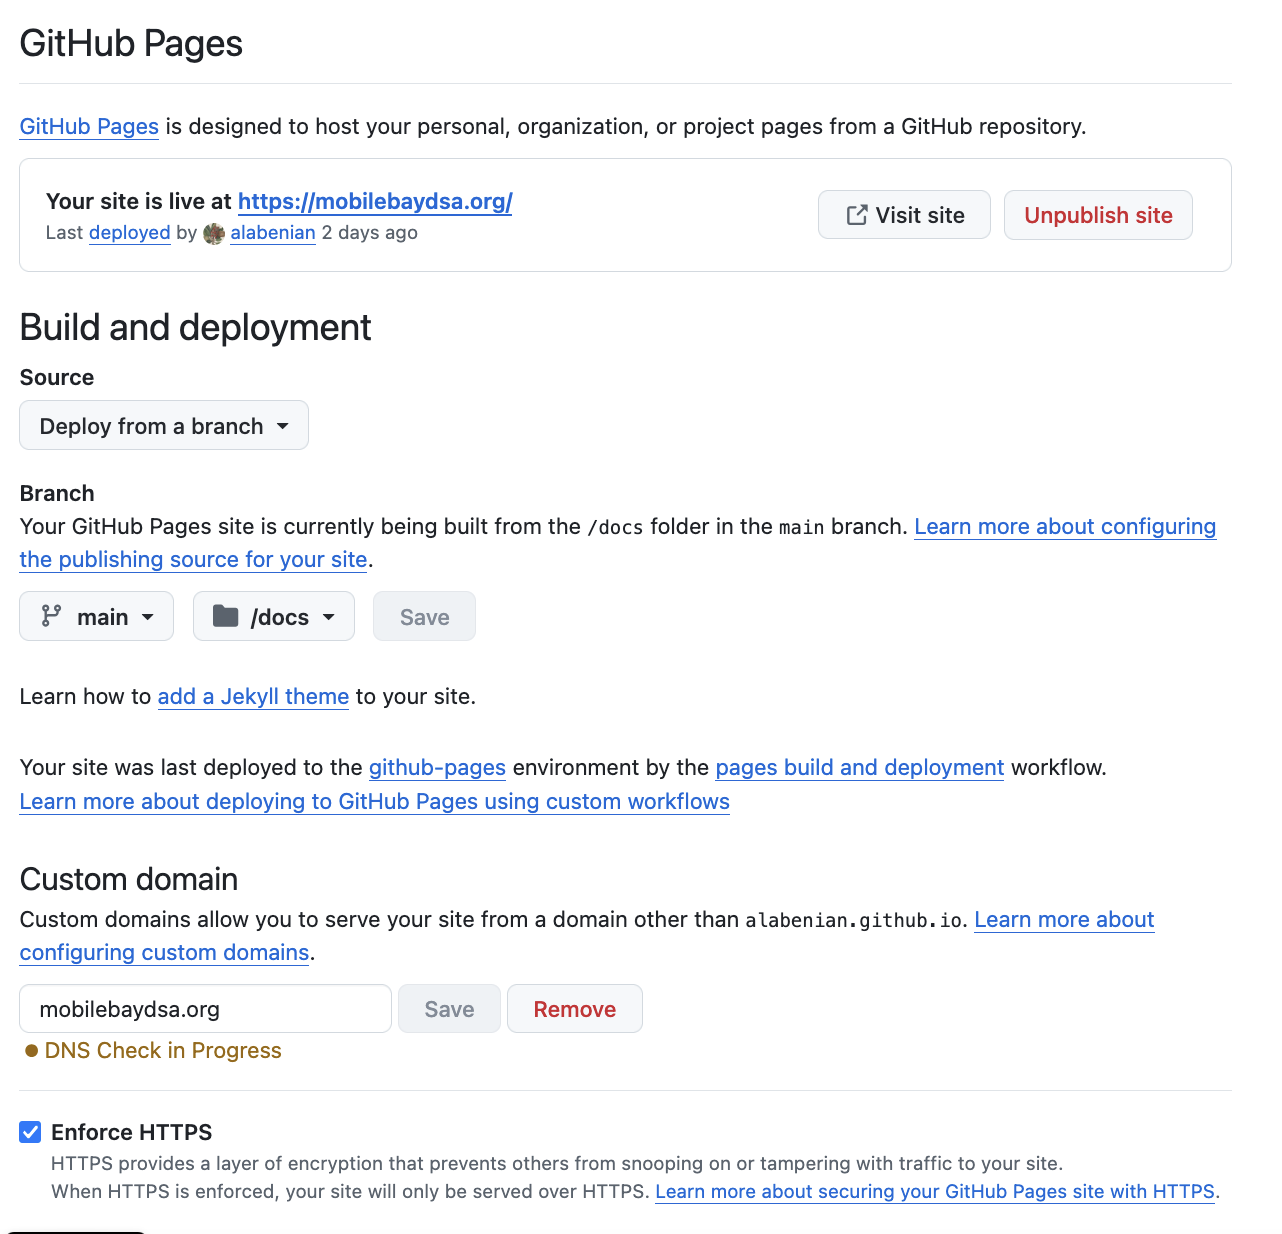 GitHub Pages
GitHub Pages is designed to host your personal, organization, or project pages from a GitHub repository.
Your site is live at https://mobilebaydsa.org/
Last deployed by alabenian 2 days ago
Visit site
Unpublish site
Build and deployment
Source
Deploy from a branch
Branch
Your GitHub Pages site is currently being built from the /docs folder in the main branch. Learn more about configuring
the publishing source for your site.
main
/docs
Save
Learn how to add a Jekyll theme to your site.
Your site was last deployed to the github-pages environment by the pages build and deployment workflow.
Learn more about deploying to GitHub Pages using custom workflows
Custom domain
Custom domains allow you to serve your site from a domain other than alabenian.github.io. Learn more about
configuring custom domains.
mobilebaydsa.org
Save
Remove
DNS Check in Progress
Enforce HTTPS
HTTPS provides a layer of encryption that prevents others from snooping on or tampering with traffic to your site.
When HTTPS is enforced, your site will only be served over HTTPS. Learn more about securing your GitHub Pages site with HTTPS.